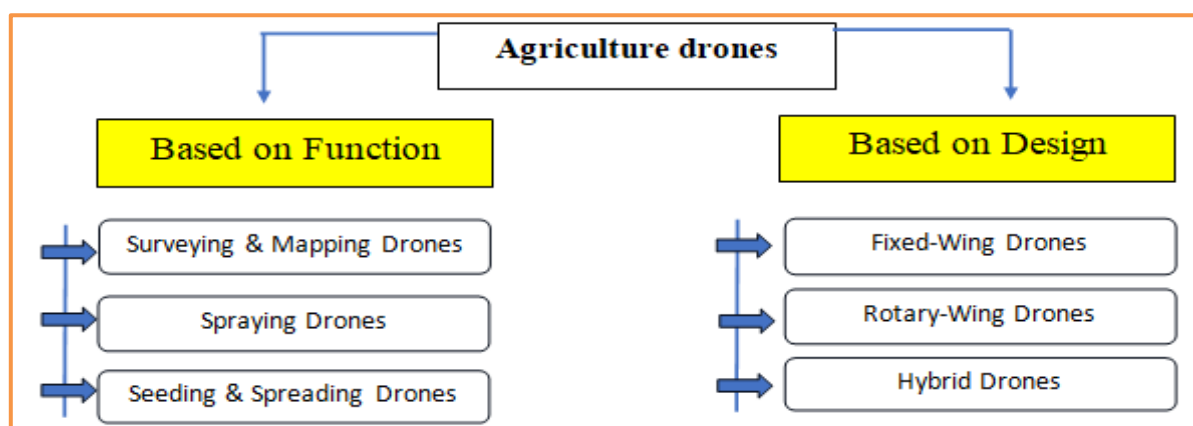 Agriculture drones
Based on Function
Surveying & Mapping Drones
Spraying Drones
Seeding & Spreading Drones
Based on Design
Fixed-Wing Drones
Rotary-Wing Drones
Hybrid Drones